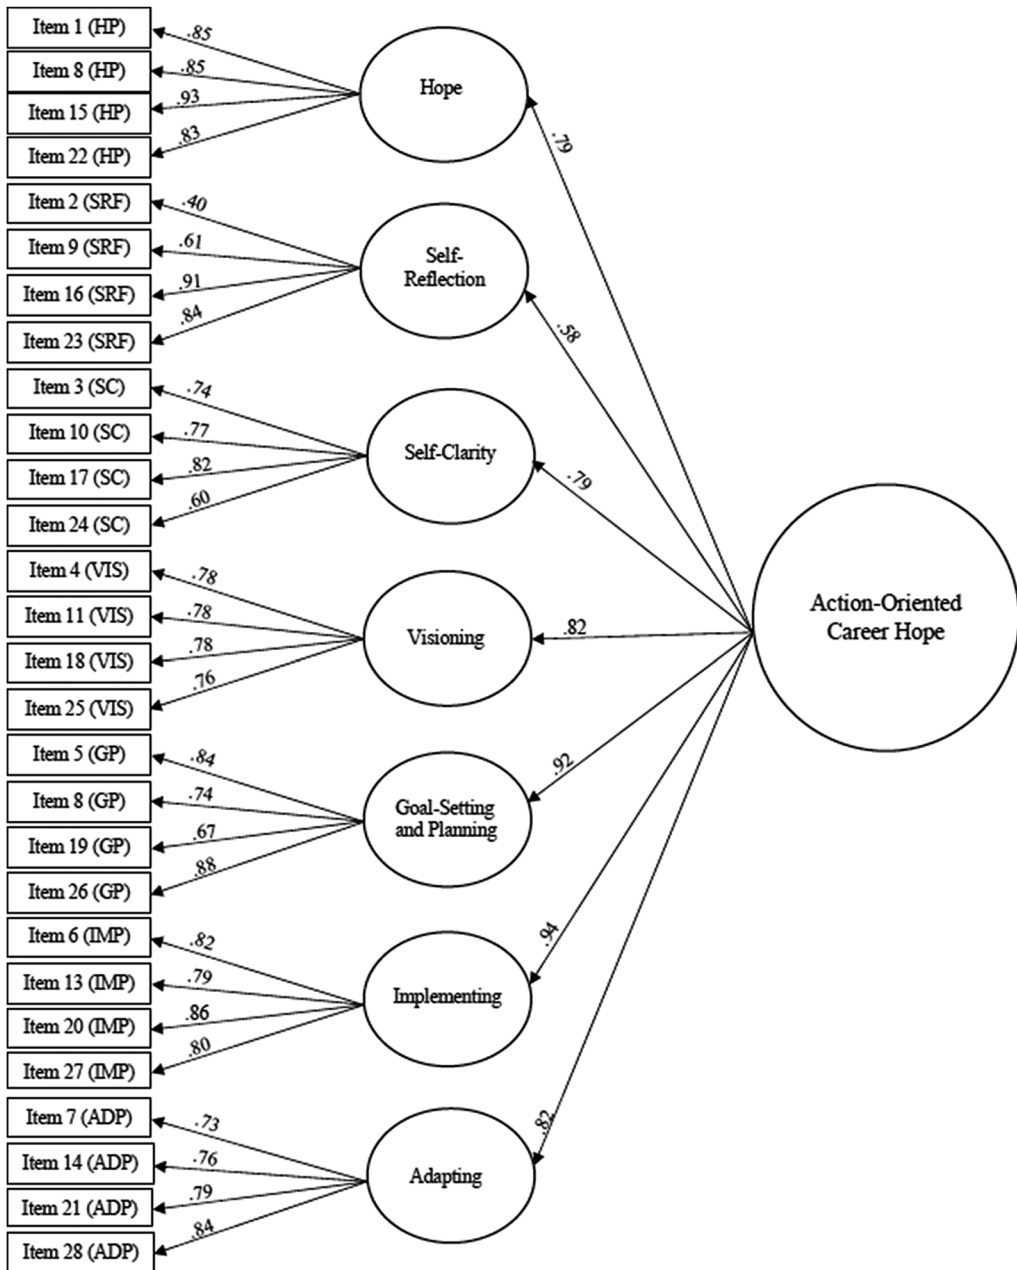 Item 1 (HP)
Item 8 (HP)
Item 15 (HP)
Item 22 (HP)
.85
.85
.93
.83
Hope
.79
Item 2 (SRF)
Item 9 (SRF)
Item 16 (SRF)
Item 23 (SRF)
.40
.61
.91
.84
Self-
Reflection
.58
Item 3 (SC)
Item 10 (SC)
Item 17 (SC)
Item 24 (SC)
.74
.77
.82
.60
Self-Clarity
.79
Item 4 (VIS)
Item 11 (VIS)
Item 18 (VIS)
Item 25 (VIS)
.78
.78
.78
.76
Visioning
.82
Item 5 (GP)
Item 8 (GP)
Item 19 (GP)
Item 26 (GP)
.84
.74
.67
.88
Goal-Setting
and Planning
.92
Item 6 (IMP)
Item 13 (IMP)
Item 20 (IMP)
Item 27 (IMP)
.82
.79
.86
.80
Implementing
.94
Item 7 (ADP)
Item 14 (ADP)
Item 21 (ADP)
Item 28 (ADP)
.73
.76
.79
.84
Adapting
.82
Action-Oriented
Career Hope